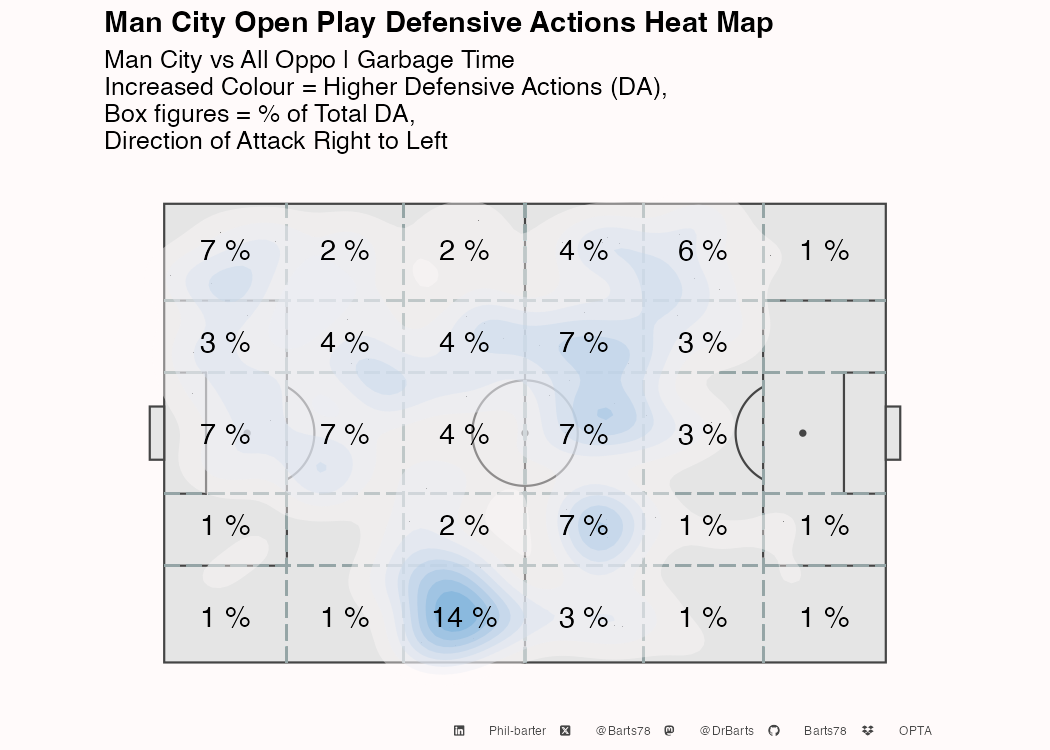 Man City Open Play Defensive Actions Heat Map
Man City vs All Oppo | Garbage Time
Increased Colour = Higher Defensive Actions (DA),
Box figures = % of Total DA,
Direction of Attack Right to Left
7 % 2 % 2 % 4 % 6 % 1 %
3 % 4 % 4 % 7 % 3 %
7 % 7 % 4 % 7 % 3 %
1 % 2 % 7 % 1 % 1 %
1 % 1 % 14 % 3 % 1 % 1 %
Phil-barter @Barts78 @DrBarts Barts78 OPTA